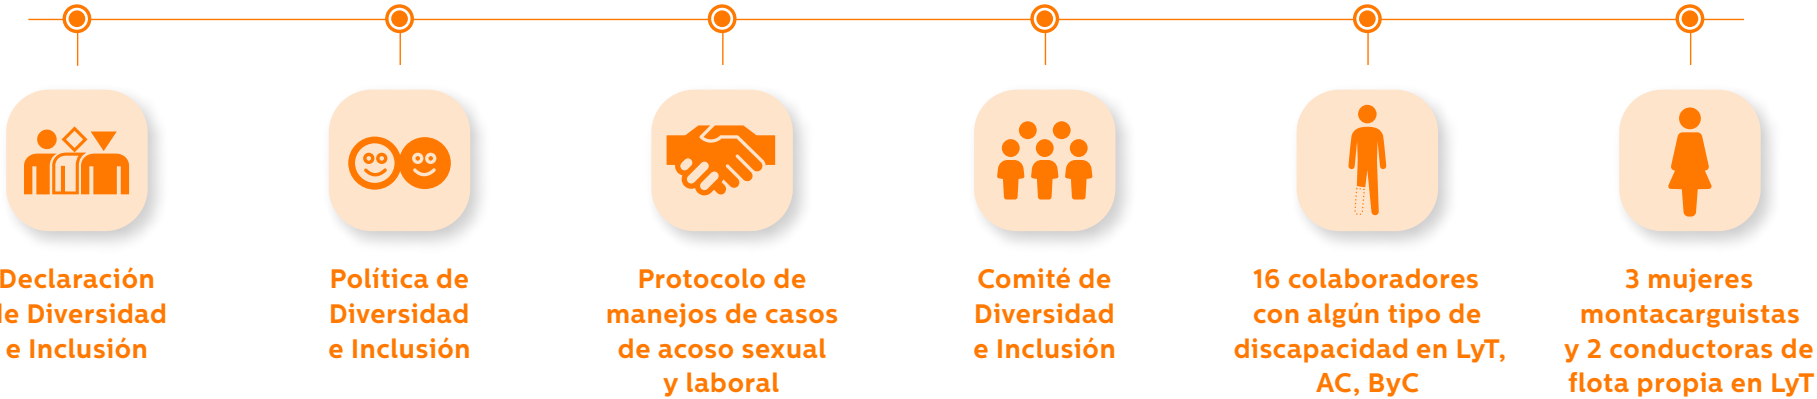 Declaración
de Diversidad
e Inclusión
Política de
Diversidad
e Inclusión
Protocolo de
manejos de casos
de acoso sexual
y laboral
Comité de
Diversidad
e Inclusión
16 colaboradores
con algún tipo de
discapacidad en LyT,
AC, ByC
3 mujeres
montacarguistas
y 2 conductoras de
flota propia en LyT